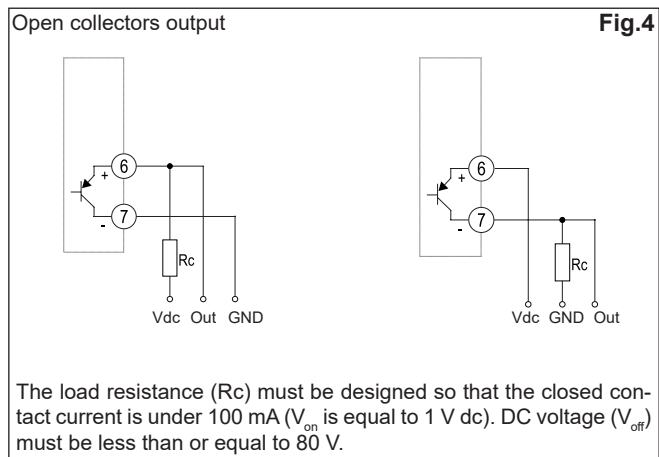 Open collectors output
Fig.4
+
6
-
7
Rc
Vdc Out GND
+
6
-
7
Rc
Vdc GND Out
The load resistance (Rc) must be designed so that the closed con-
tact current is under 100 mA (Von is equal to 1 V dc). DC voltage (Voff)
must be less than or equal to 80 V.